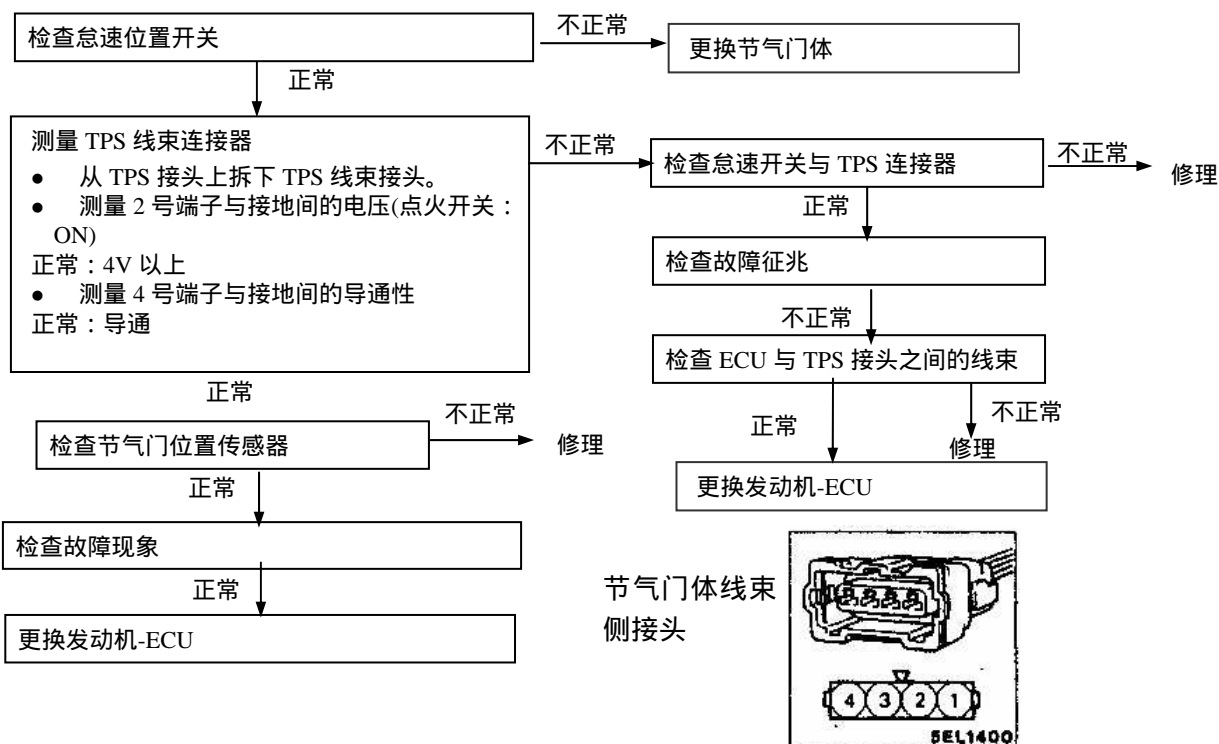 检查怠速位置开关
不正常
更换节气门体
正常
测量 TPS 线束连接器
● 从 TPS 接头上拆下 TPS 线束接头。
● 测量 2 号端子与接地间的电压(点火开关：
ON)
正常：4V 以上
● 测量 4 号端子与接地间的导通性
正常：导通
不正常
检查怠速开关与 TPS 连接器
不正常
修理
正常
检查故障征兆
不正常
检查 ECU 与 TPS 接头之间的线束
正常
不正常
修理
更换发动机-ECU
正常
检查节气门位置传感器
不正常
修理
正常
检查故障现象
正常
更换发动机-ECU
节气门体线束
侧接头
4 3 2 1
5EL1400